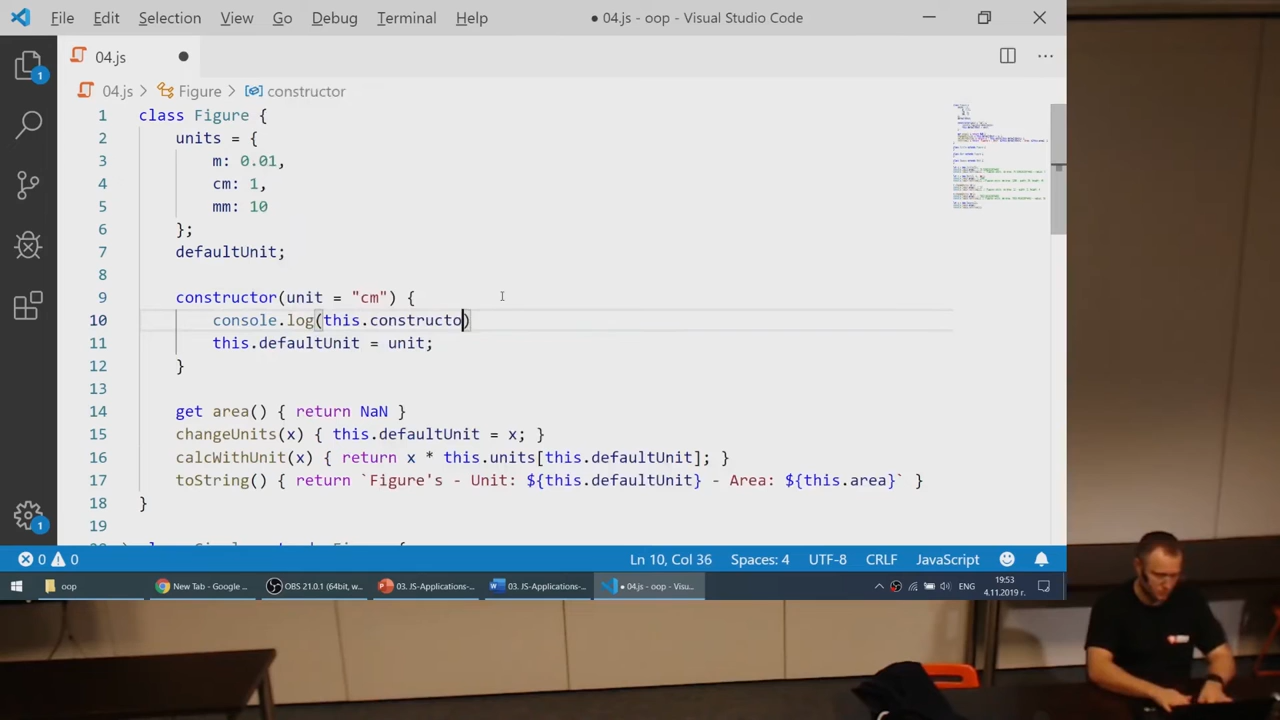 File Edit Selection View Go Debug Terminal Help ● 04.js - oop - Visual Studio Code
04.js
04.js > Figure > constructor
1 class Figure {
2 units = {
3 m: 0.01,
4 cm: 1,
5 mm: 10
6 };
7 defaultUnit;
8
9 constructor(unit = "cm") {
10 console.log(this.constructo)
11 this.defaultUnit = unit;
12 }
13
14 get area() { return NaN }
15 changeUnits(x) { this.defaultUnit = x; }
16 calcWithUnit(x) { return x * this.units[this.defaultUnit]; }
17 toString() { return `Figure's - Unit: ${this.defaultUnit} - Area: ${this.area}` }
18 }
19
1
1
0 0 Ln 10, Col 36 Spaces: 4 UTF-8 CRLF JavaScript
oop New Tab - Google ... OBS 21.0.1 (64bit, w... 03. JS-Applications-... 03. JS-Applications-... ● 04.js - oop - Visu... ENG 19:53
4.11.2019 г.